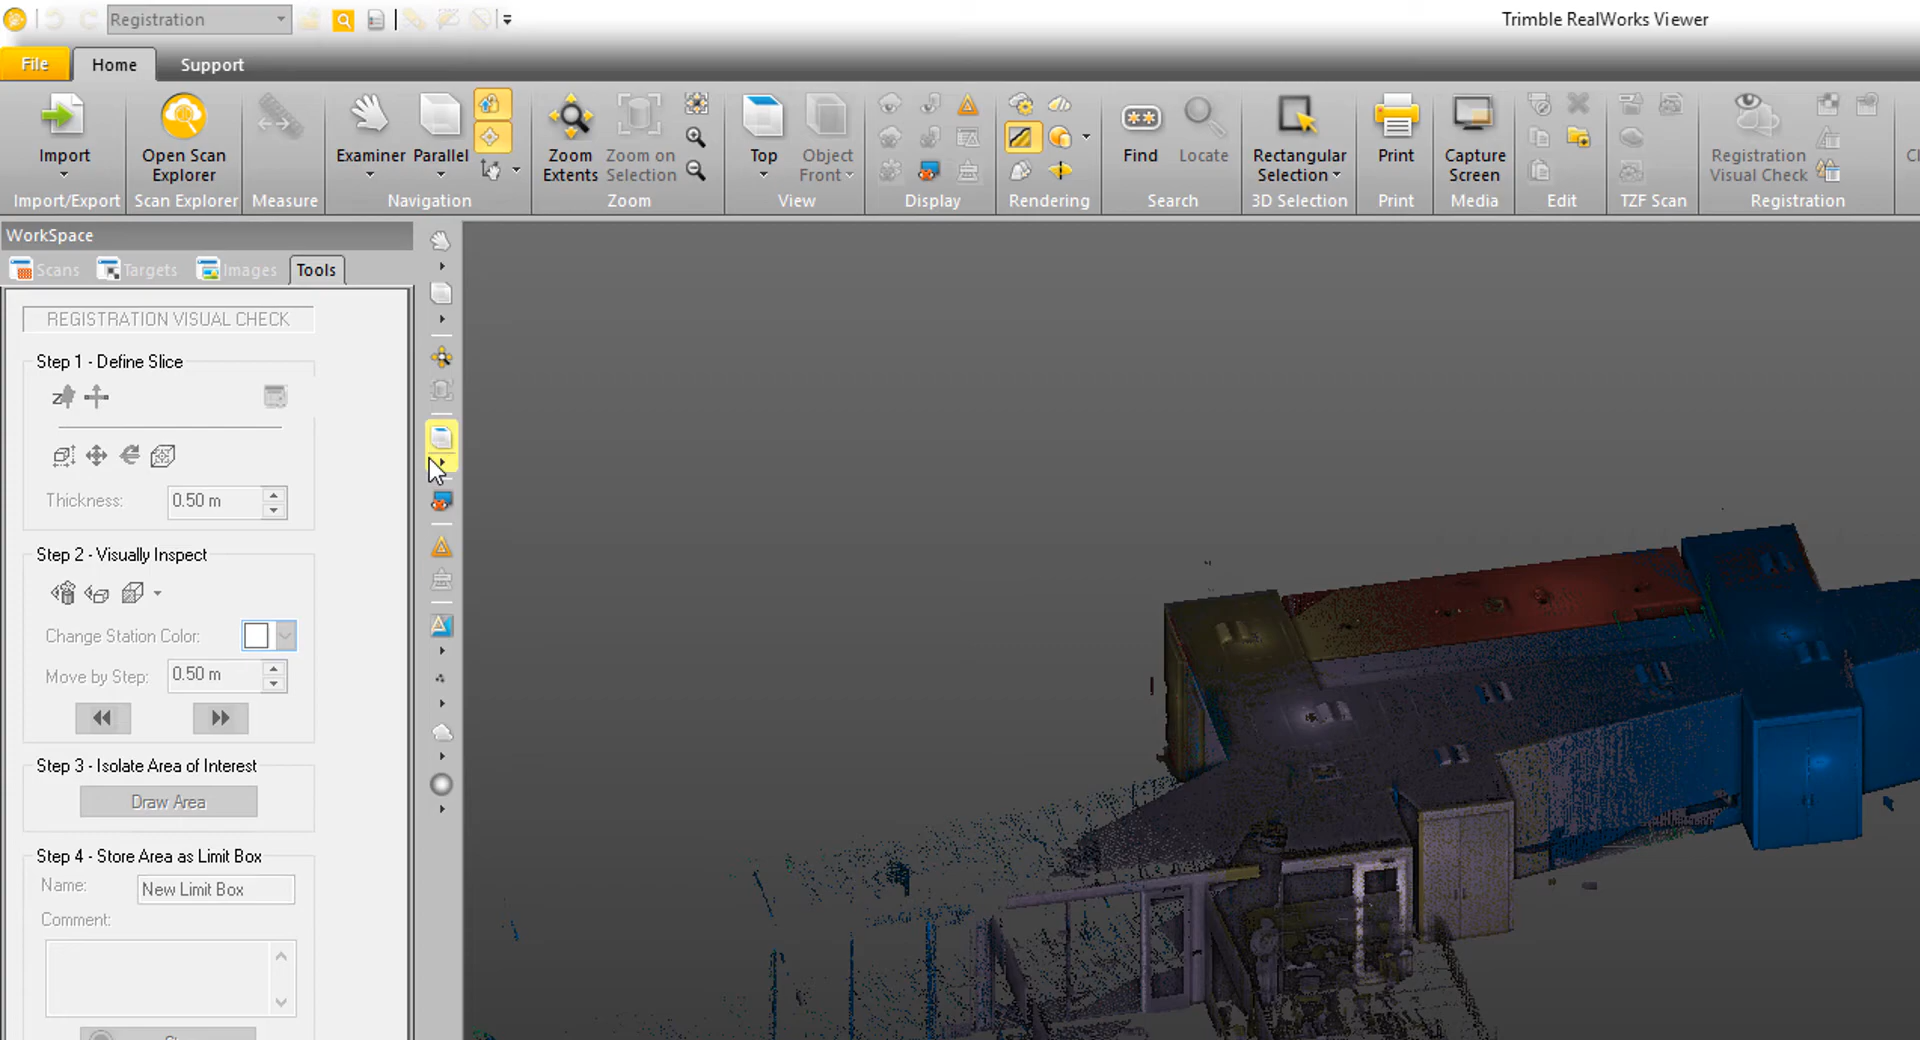 Registration
Trimble RealWorks Viewer
File
Home
Support
Import
Open Scan Explorer
Examiner
Parallel
Zoom Extents
Zoom on Selection
Top
Object Front
Find
Locate
Rectangular Selection
Print
Capture Screen
Registration Visual Check
Import/Export
Scan Explorer
Measure
Navigation
Zoom
View
Display
Rendering
Search
3D Selection
Print
Media
Edit
TZF Scan
Registration
WorkSpace
Scans
Targets
Images
Tools
REGISTRATION VISUAL CHECK
Step 1 - Define Slice
Thickness: 0.50 m
Step 2 - Visually Inspect
Change Station Color:
Move by Step: 0.50 m
Step 3 - Isolate Area of Interest
Draw Area
Step 4 - Store Area as Limit Box
Name: New Limit Box
Comment: